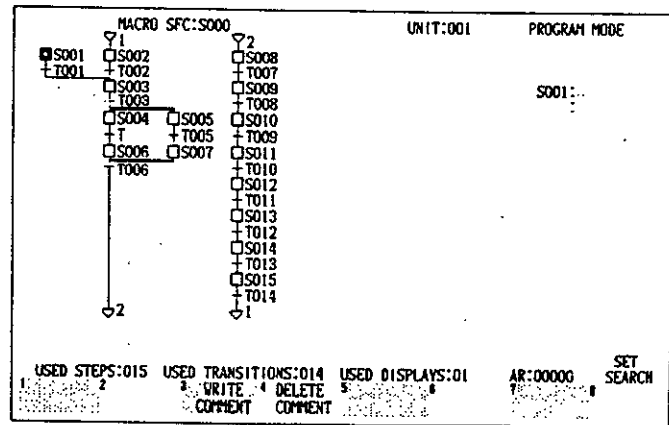 MACRO SFC:S000 UNIT:001 PROGRAM MODE
1 2
S001 S002 S008
T001 T002 T007
S003 S009 S001:
T003 T008
S004 S005 S010
T T005 T009
S006 S007 S011
T006 T010
S012
T011
S013
T012
S014
T013
S015
T014
2 1
USED STEPS:015 USED TRANSITIONS:014 USED DISPLAYS:01 AR:00000 SET SEARCH
1 2 3 WRITE COMMENT 4 DELETE COMMENT 5 6 7 8